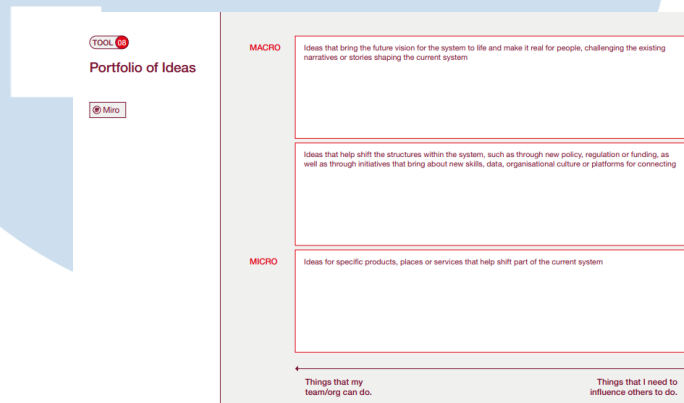 TOOL 08
Portfolio of Ideas
Miro
MACRO
Ideas that bring the future vision for the system to life and make it real for people, challenging the existing
narratives or stories shaping the current system
Ideas that help shift the structures within the system, such as through new policy, regulation or funding, as
well as through initiatives that bring about new skills, data, organisational culture or platforms for connecting
MICRO
Ideas for specific products, places or services that help shift part of the current system
Things that my
team/org can do.
Things that I need to
influence others to do.